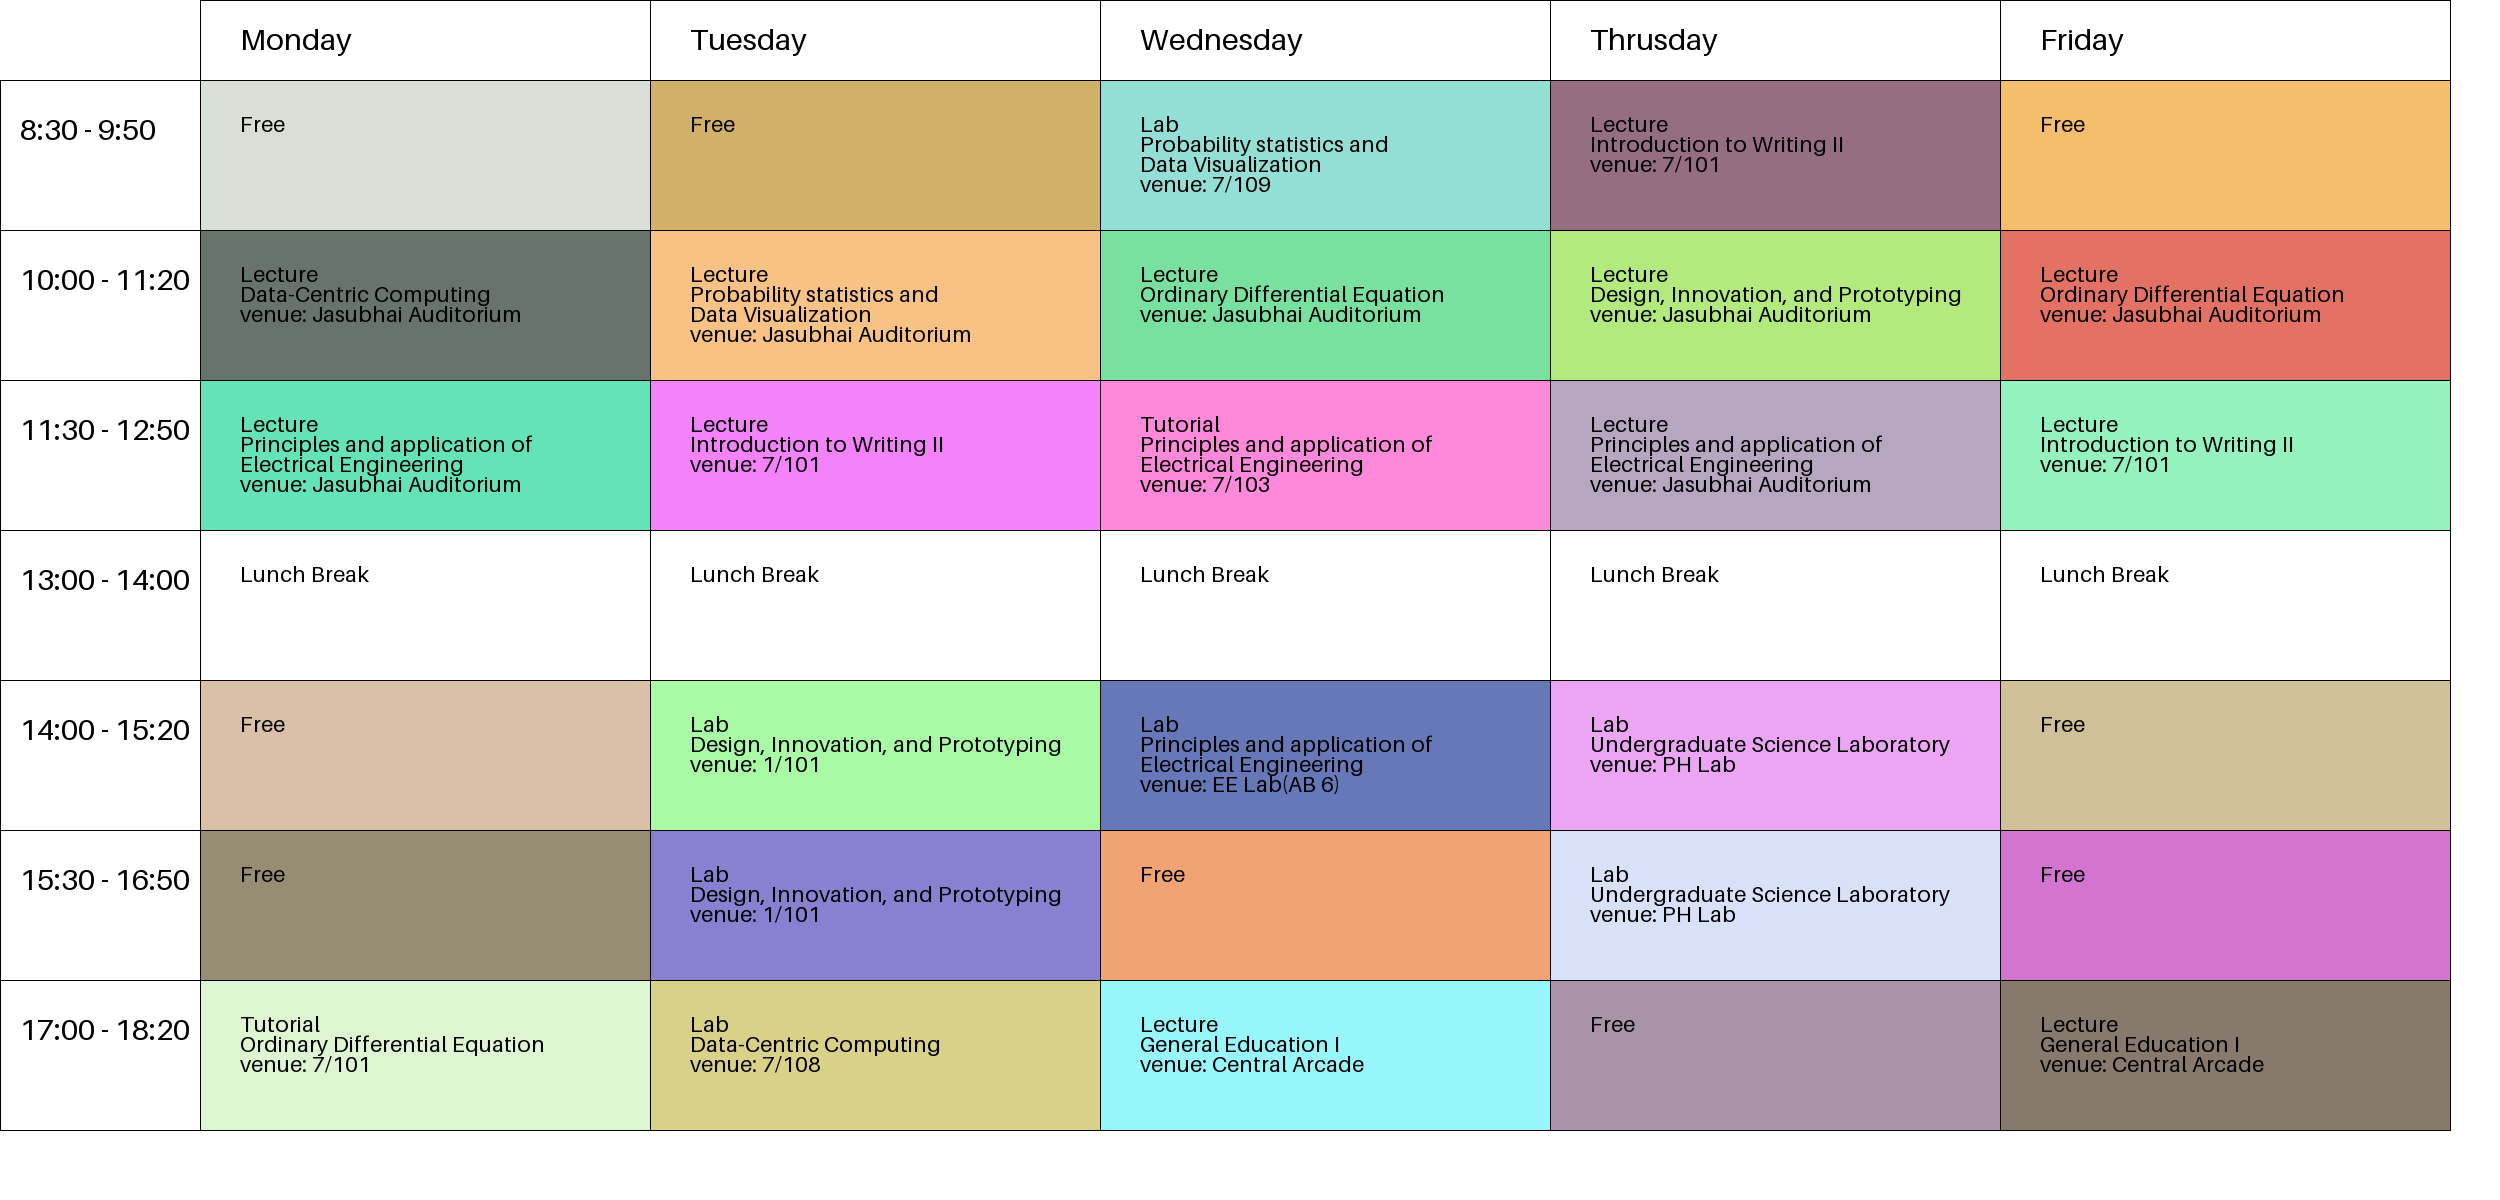 Monday
Tuesday
Wednesday
Thrusday
Friday
8:30 - 9:50
Free
Free
Lab
Probability statistics and
Data Visualization
venue: 7/109
Lecture
Introduction to Writing II
venue: 7/101
Free
10:00 - 11:20
Lecture
Data-Centric Computing
venue: Jasubhai Auditorium
Lecture
Probability statistics and
Data Visualization
venue: Jasubhai Auditorium
Lecture
Ordinary Differential Equation
venue: Jasubhai Auditorium
Lecture
Design, Innovation, and Prototyping
venue: Jasubhai Auditorium
Lecture
Ordinary Differential Equation
venue: Jasubhai Auditorium
11:30 - 12:50
Lecture
Principles and application of
Electrical Engineering
venue: Jasubhai Auditorium
Lecture
Introduction to Writing II
venue: 7/101
Tutorial
Principles and application of
Electrical Engineering
venue: 7/103
Lecture
Principles and application of
Electrical Engineering
venue: Jasubhai Auditorium
Lecture
Introduction to Writing II
venue: 7/101
13:00 - 14:00
Lunch Break
Lunch Break
Lunch Break
Lunch Break
Lunch Break
14:00 - 15:20
Free
Lab
Design, Innovation, and Prototyping
venue: 1/101
Lab
Principles and application of
Electrical Engineering
venue: EE Lab(AB 6)
Lab
Undergraduate Science Laboratory
venue: PH Lab
Free
15:30 - 16:50
Free
Lab
Design, Innovation, and Prototyping
venue: 1/101
Free
Lab
Undergraduate Science Laboratory
venue: PH Lab
Free
17:00 - 18:20
Tutorial
Ordinary Differential Equation
venue: 7/101
Lab
Data-Centric Computing
venue: 7/108
Lecture
General Education I
venue: Central Arcade
Free
Lecture
General Education I
venue: Central Arcade